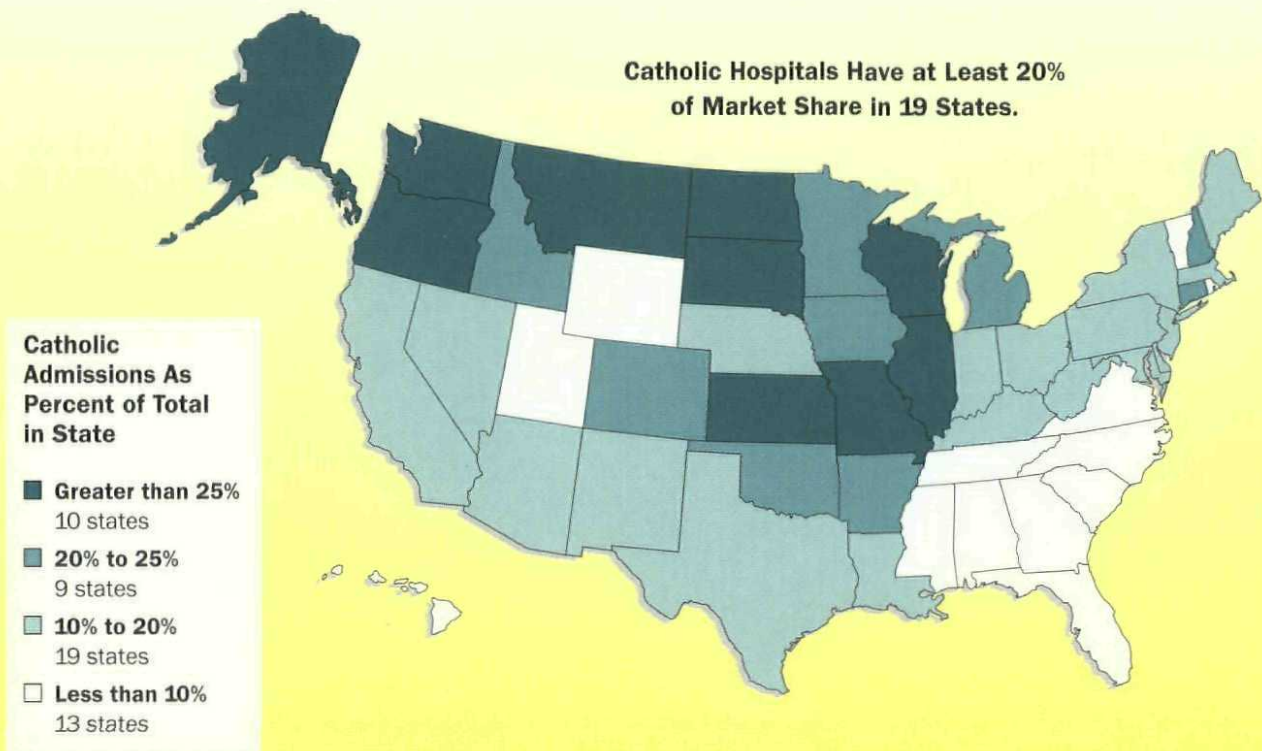 Catholic Hospitals Have at Least 20%
of Market Share in 19 States.
Catholic
Admissions As
Percent of Total
in State
Greater than 25%
10 states
20% to 25%
9 states
10% to 20%
19 states
Less than 10%
13 states